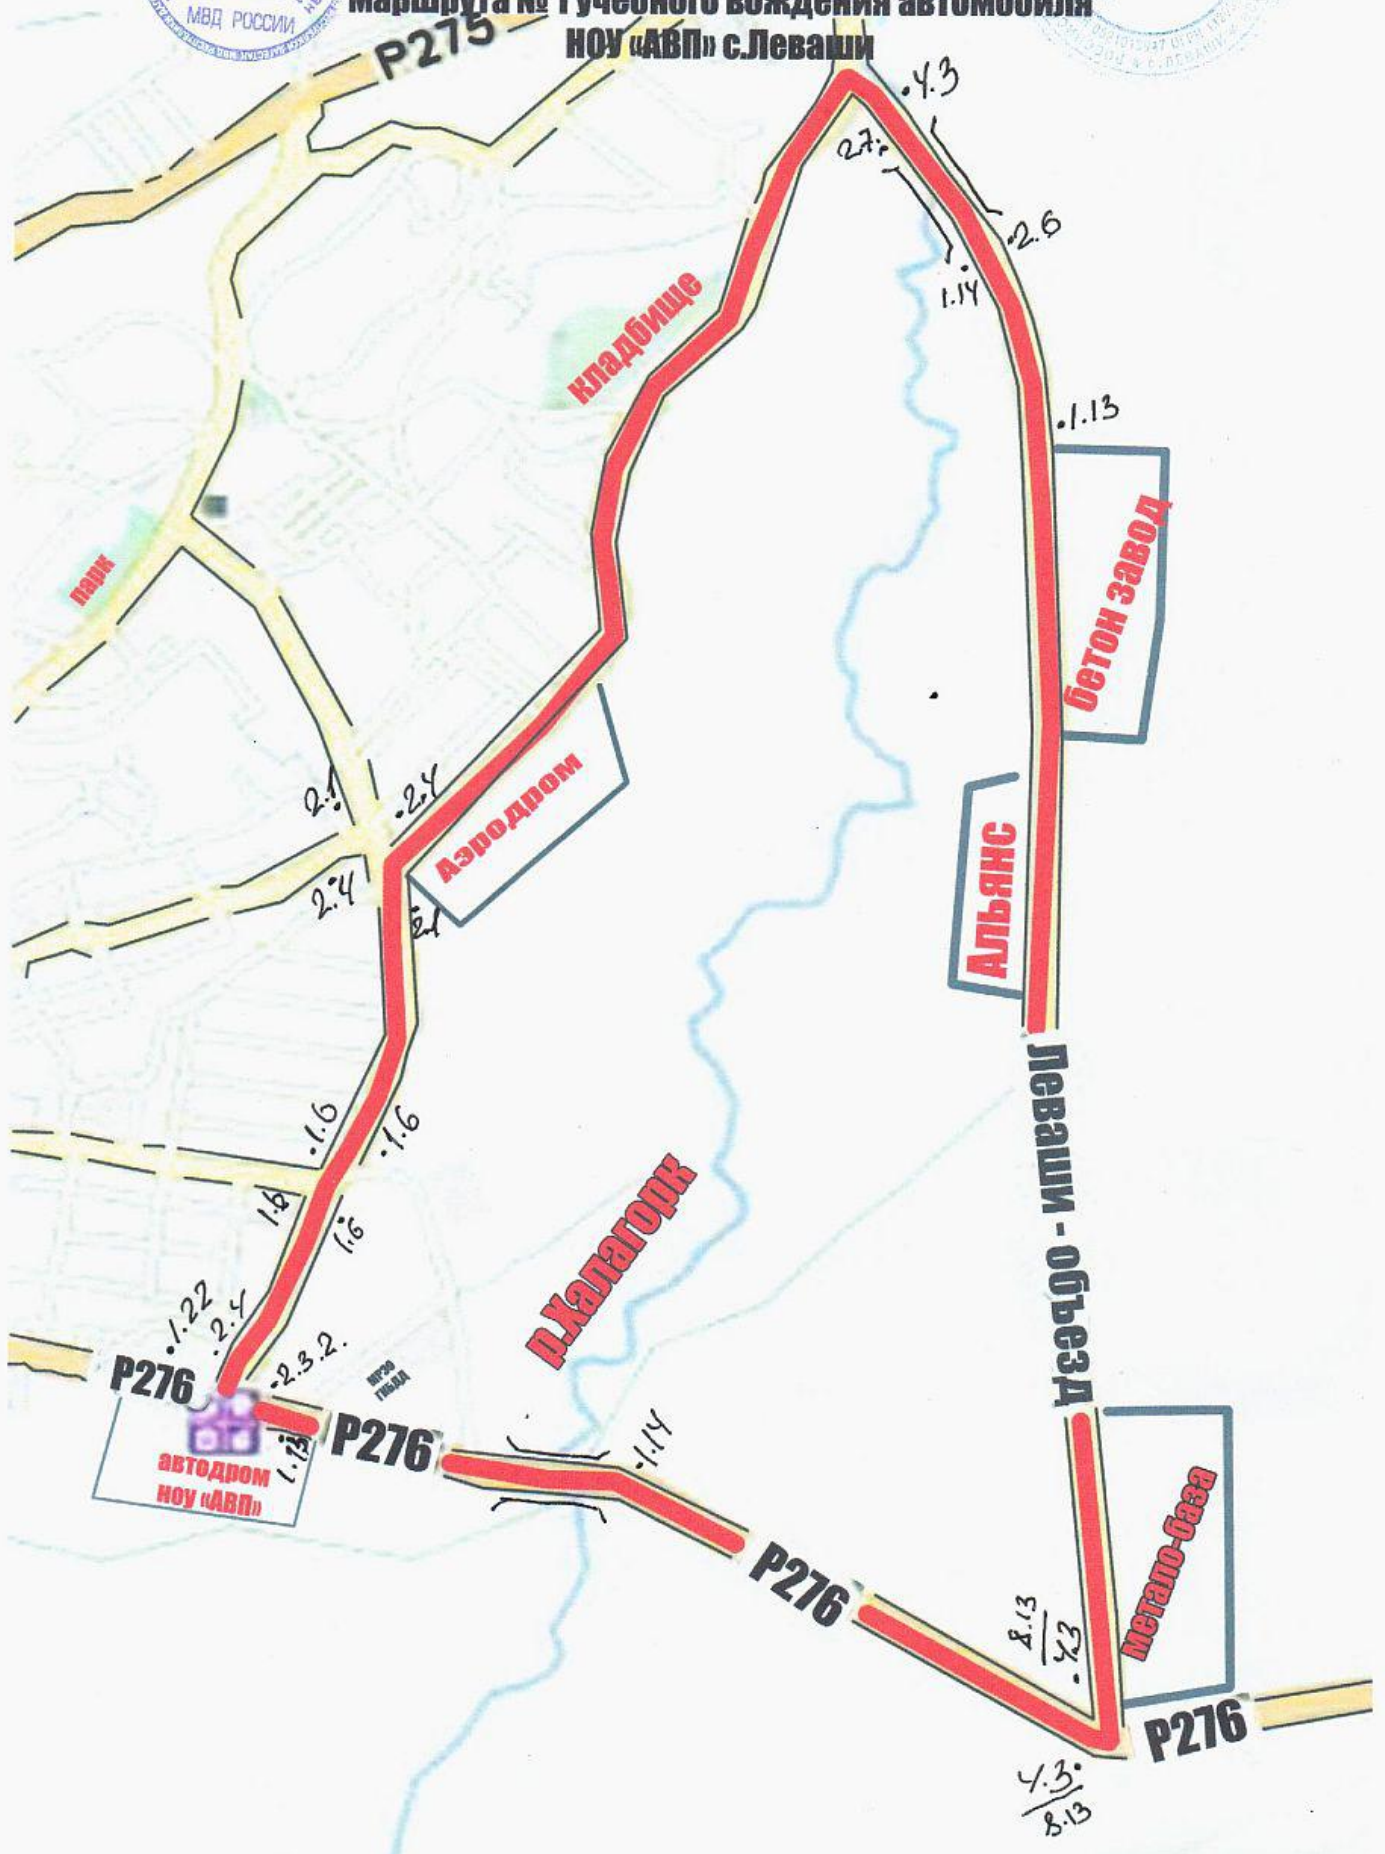 МВД РОССИИ
Маршрута № 1 учебного вождения автомобиля
НОУ «АВП» с.Леваши
Р275
4.3
2.7
2.6
1.14
кладбище
1.13
бетон завод
парк
2.1
2.4
Аэродром
2.4
2.1
Альянс
Леваши - объезд
1.6
1.6
1.6
1.6
р.Халагорк
1.22
2.4
2.3.2.
Р276
МРЭО
ГИБДД
1.13
Р276
автодром
НОУ «АВП»
1.14
Р276
метало-база
8.13
4.3
Р276
4.3
8.13